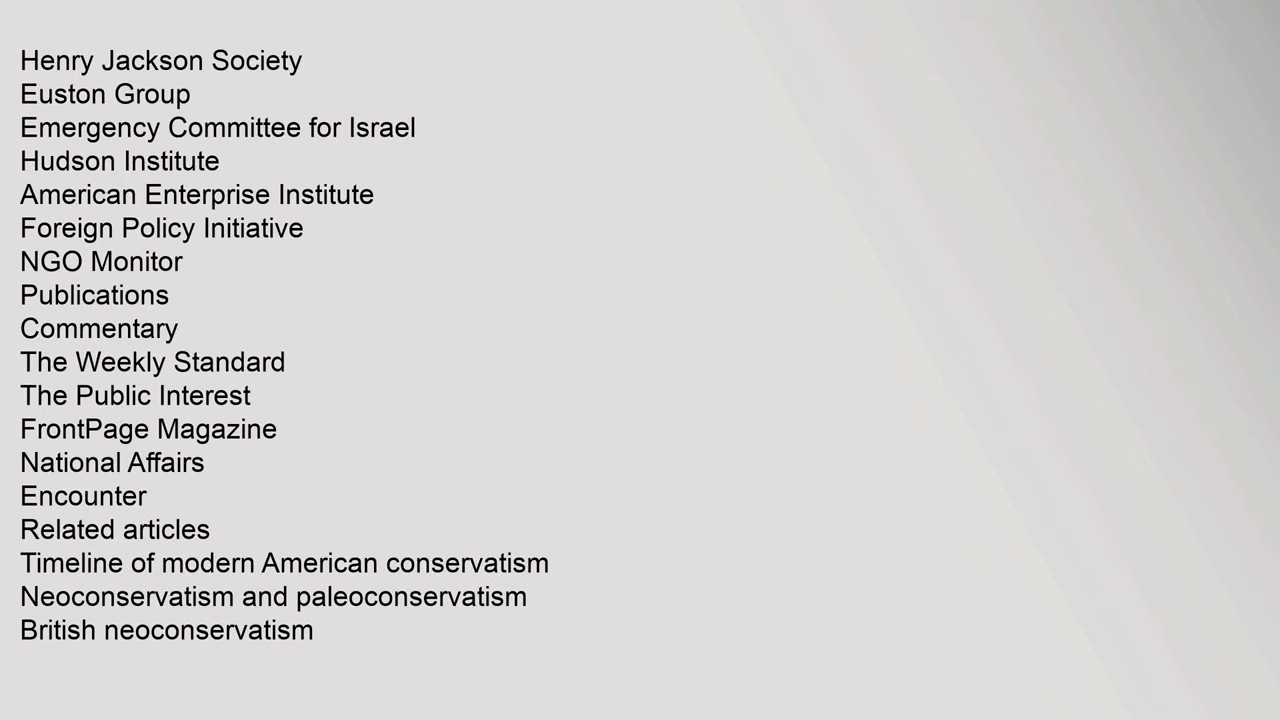 Henry Jackson Society
Euston Group
Emergency Committee for Israel
Hudson Institute
American Enterprise Institute
Foreign Policy Initiative
NGO Monitor
Publications
Commentary
The Weekly Standard
The Public Interest
FrontPage Magazine
National Affairs
Encounter
Related articles
Timeline of modern American conservatism
Neoconservatism and paleoconservatism
British neoconservatism